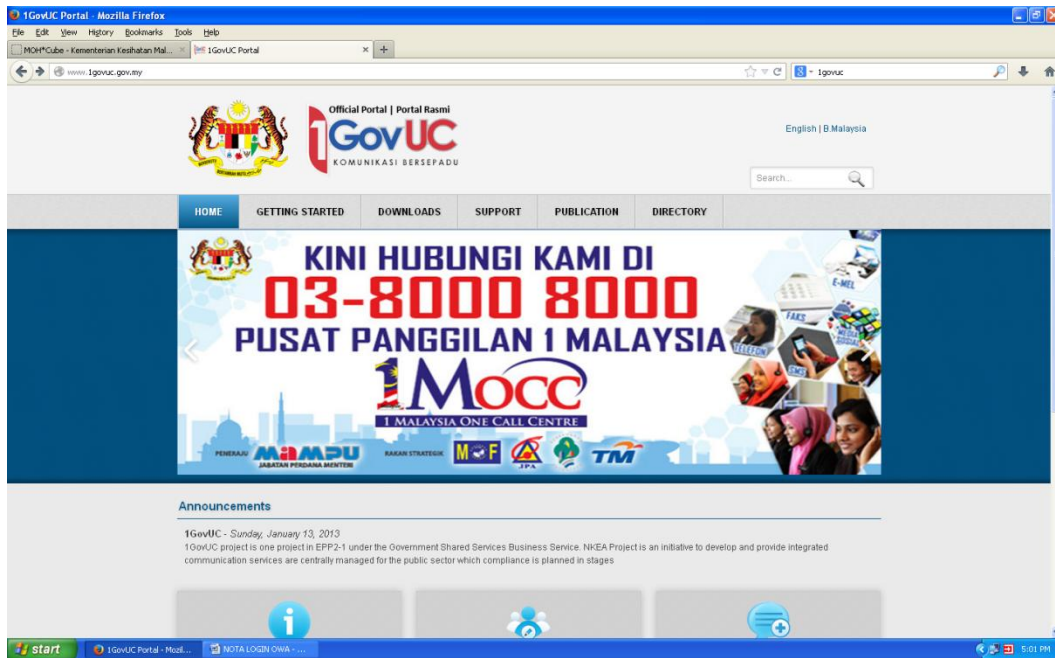 1GovUC Portal - Mozilla Firefox
File Edit View History Bookmarks Tools Help
MOH*Cube - Kementerian Kesihatan Mal... 1GovUC Portal
www.1govuc.gov.my
1govuc
Official Portal | Portal Rasmi
1GovUC
KOMUNIKASI BERSEPADU
English | B.Malaysia
Search...
HOME GETTING STARTED DOWNLOADS SUPPORT PUBLICATION DIRECTORY
KINI HUBUNGI KAMI DI
03-8000 8000
PUSAT PANGGILAN 1 MALAYSIA
1MOCC
1 MALAYSIA ONE CALL CENTRE
E-MEL
FAKS
MEDIA SOSIAL
TELEFON
SMS
PENERAJU MAMPU
JABATAN PERDANA MENTERI
RAKAN STRATEGIK MOF JPA TM
Announcements
1GovUC - Sunday, January 13, 2013
1GovUC project is one project in EPP2-1 under the Government Shared Services Business Service. NKEA Project is an initiative to develop and provide integrated
communication services are centrally managed for the public sector which compliance is planned in stages
start 1GovUC Portal - Mozil... NOTA LOGIN OWA - ... 5:01 PM